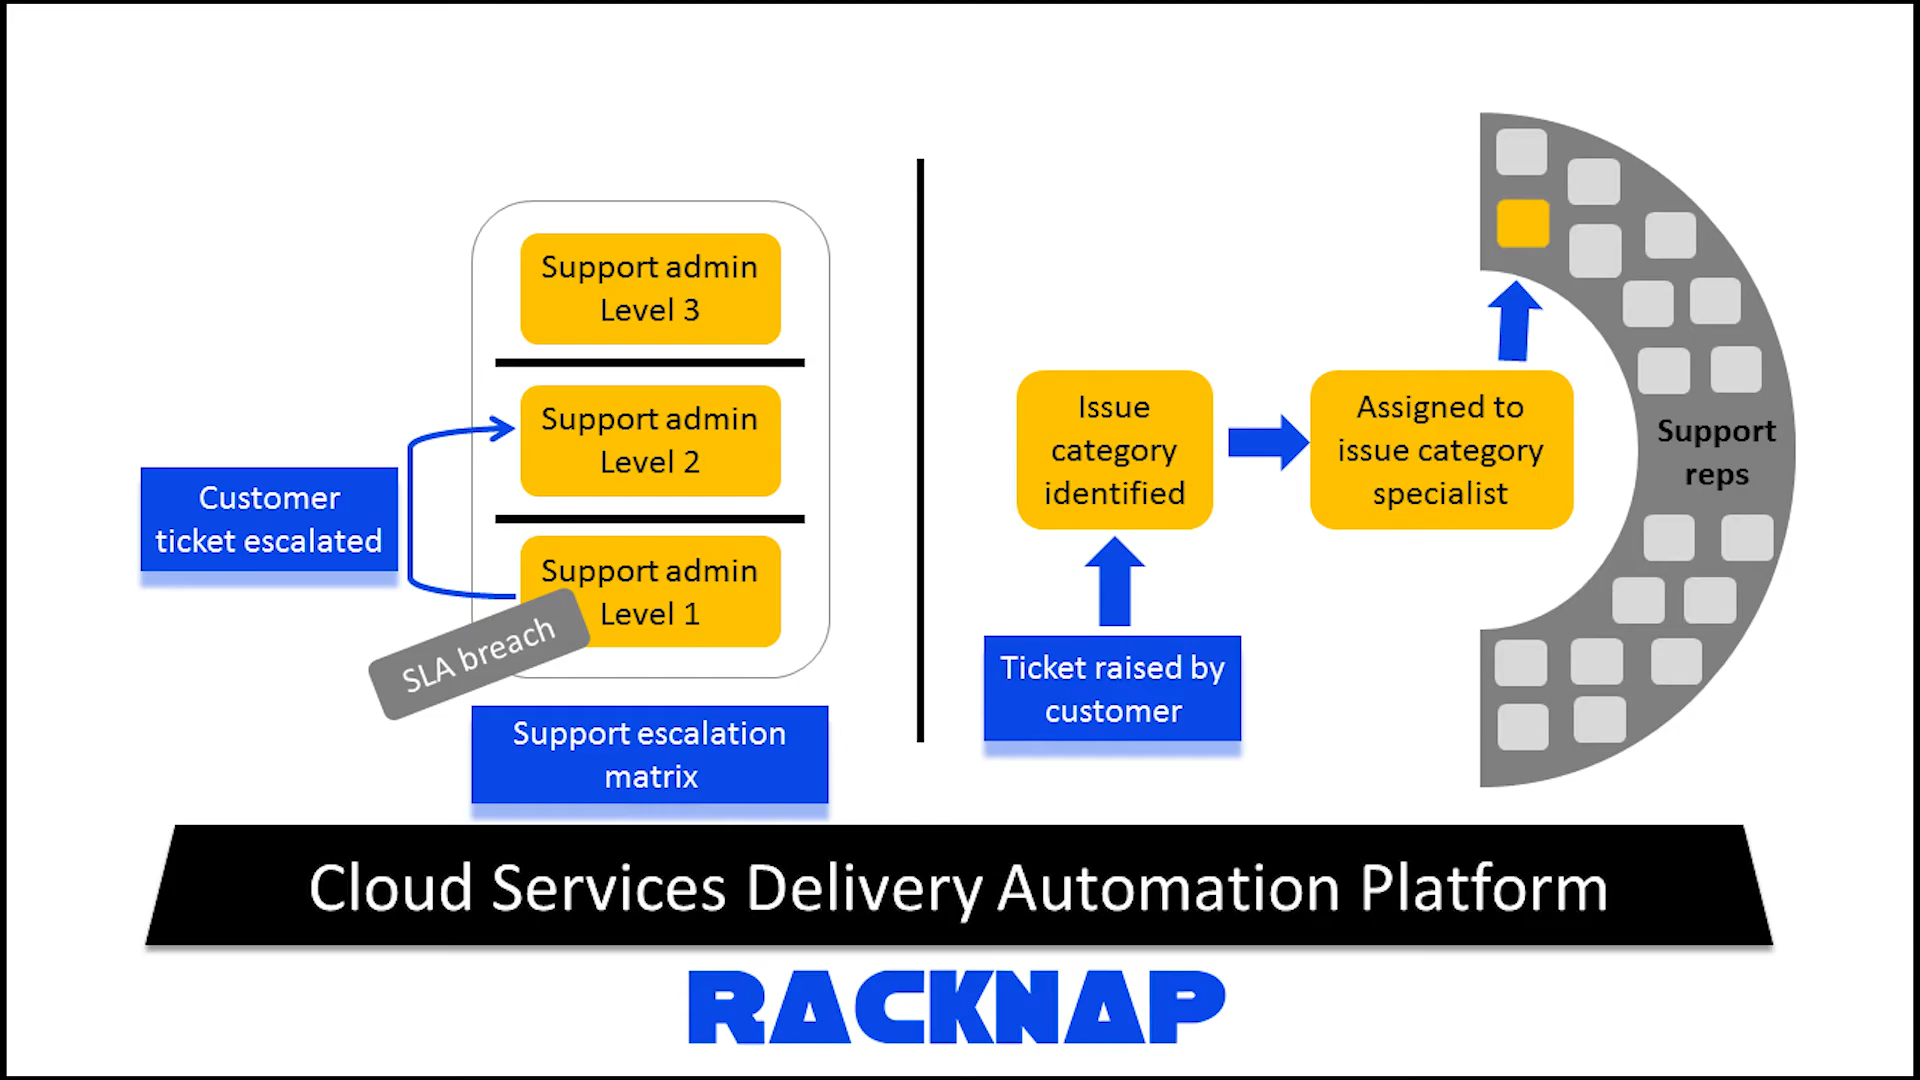 Support admin
Level 3
Support admin
Level 2
Customer
ticket escalated
Support admin
Level 1
SLA breach
Support escalation
matrix
Issue
category
identified
Assigned to
issue category
specialist
Support
reps
Ticket raised by
customer
Cloud Services Delivery Automation Platform
RACKNAP